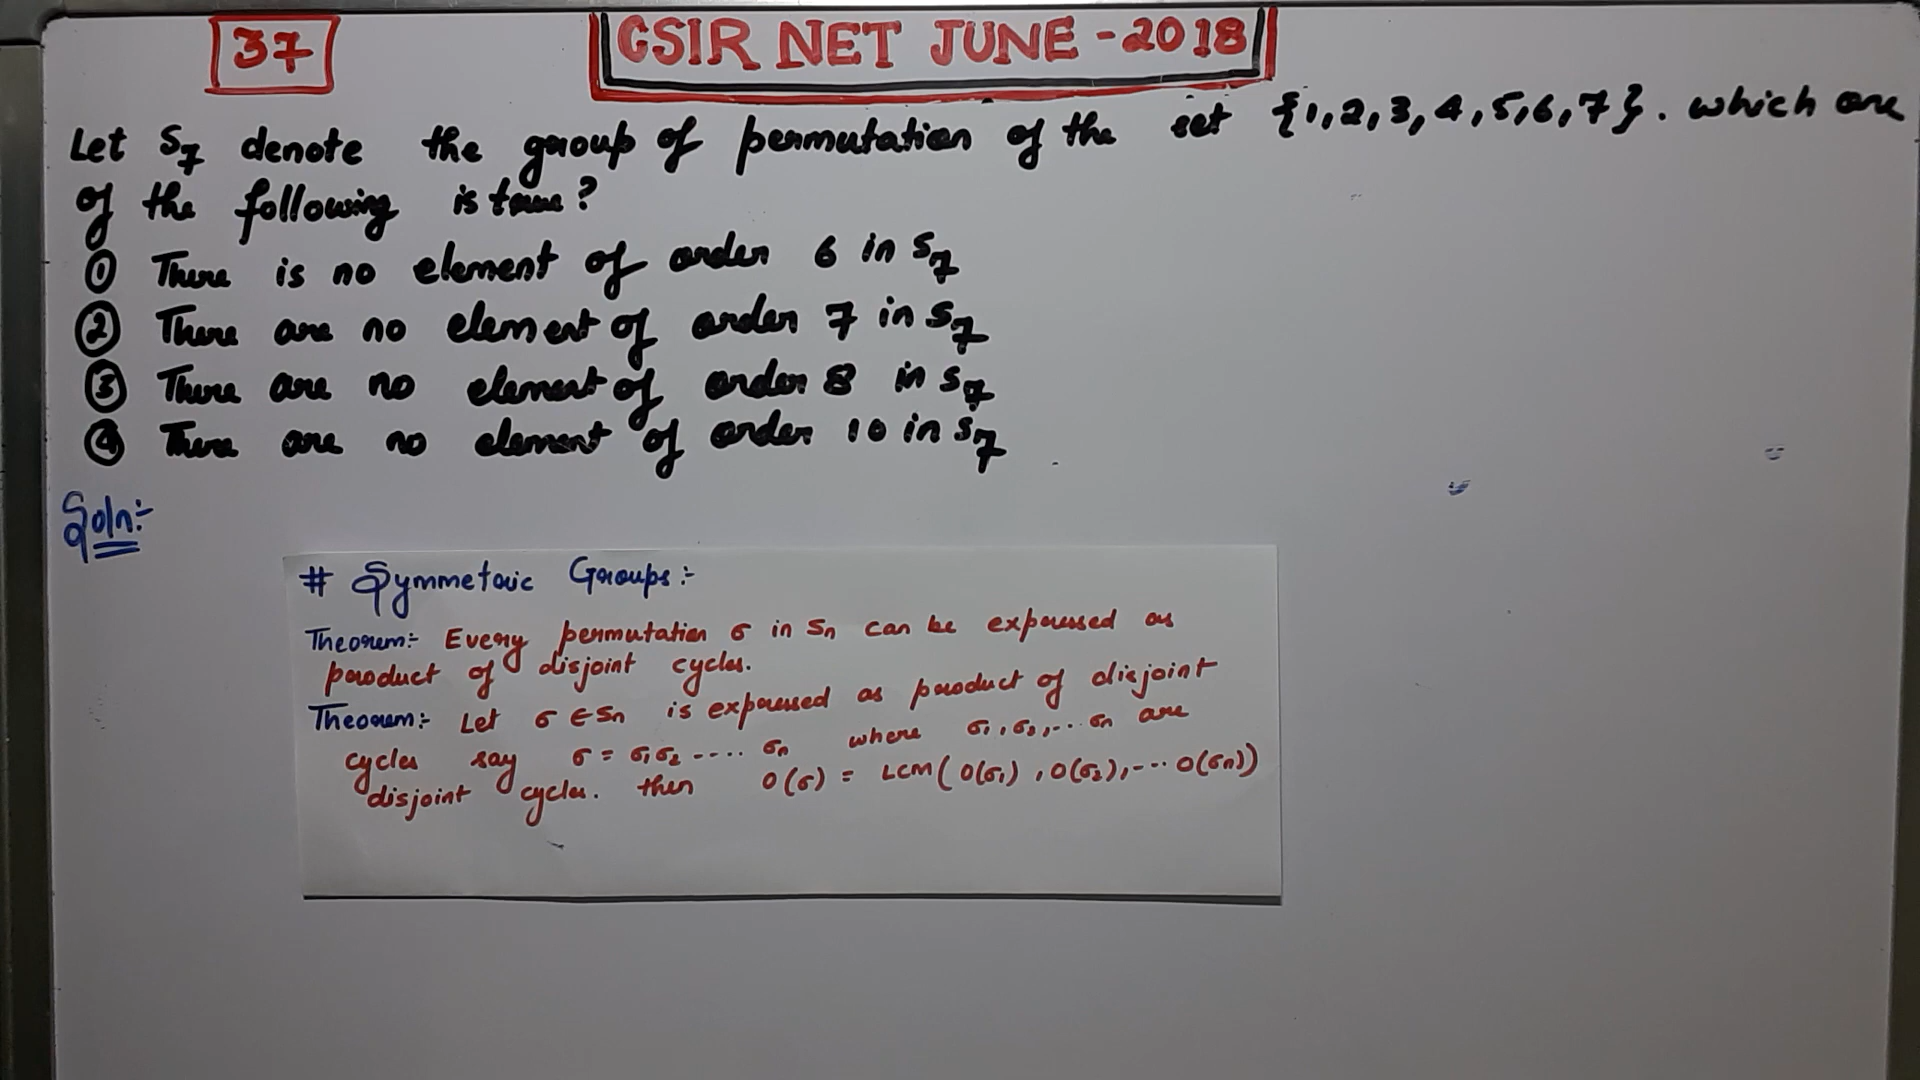 37
CSIR NET JUNE - 2018
Let S7 denote the group of permutation of the set {1,2,3,4,5,6,7}. which are
of the following is true?
① There is no element of order 6 in S7
② There are no element of order 7 in S7
③ There are no element of order 8 in S7
④ There are no element of order 10 in S7
Soln:-
# Symmetric Groups:-
Theorem:- Every permutation σ in Sn can be expressed as
product of disjoint cycles.
Theorem:- Let σ ∈ Sn is expressed as product of disjoint
cycles say σ = σ1 σ2 ---- σn where σ1, σ2, ... σn are
disjoint cycles. then O(σ) = LCM(O(σ1), O(σ2), --- O(σn))